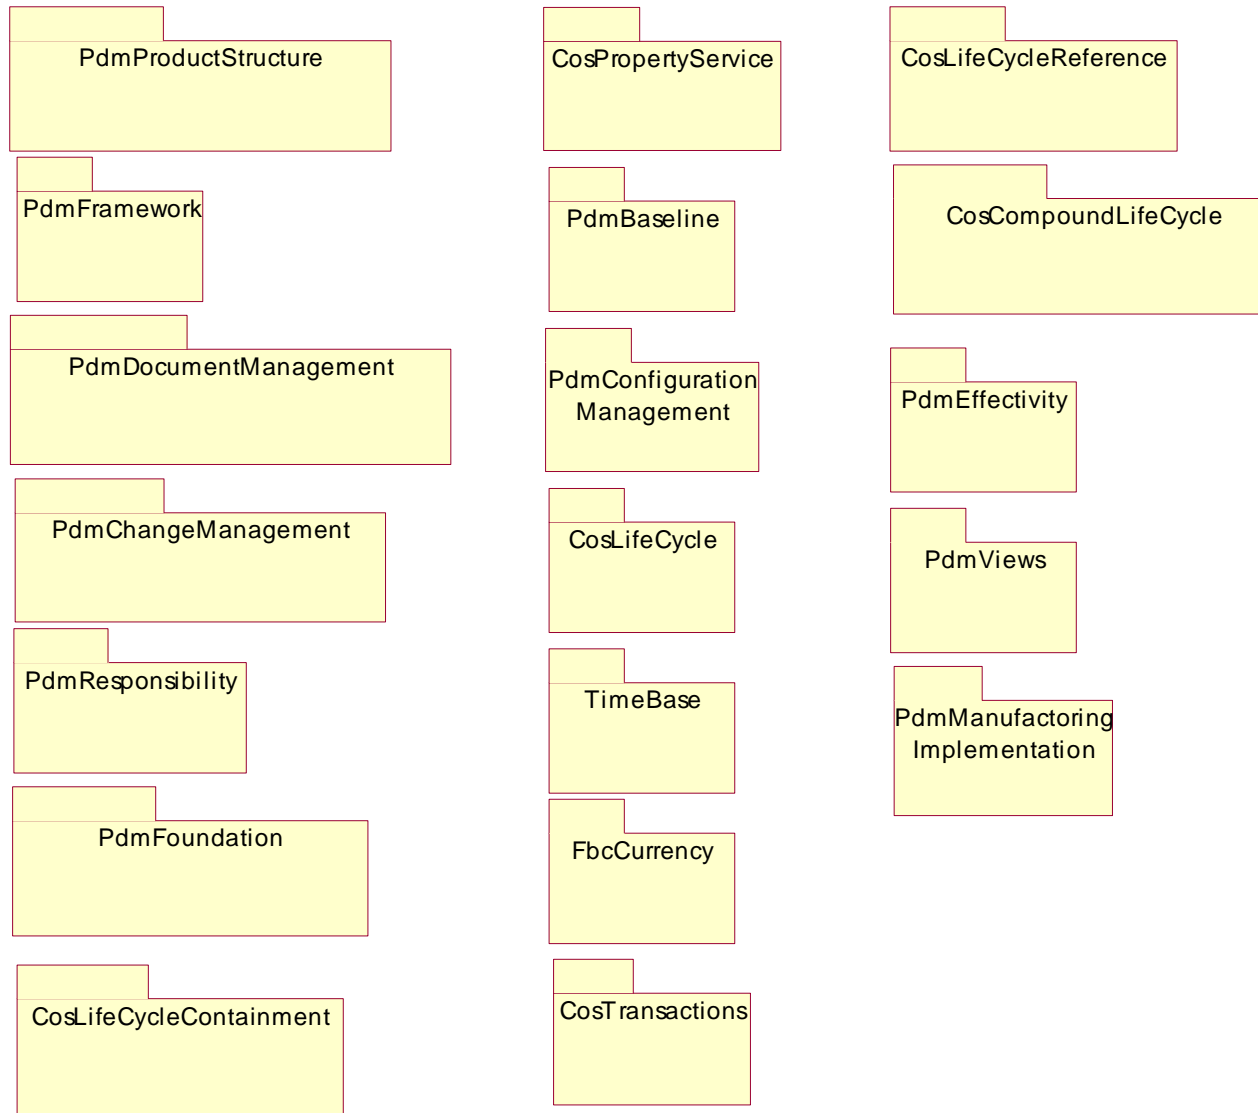 PdmProductStructure
PdmFramework
PdmDocumentManagement
PdmChangeManagement
PdmResponsibility
PdmFoundation
CosLifeCycleContainment
CosPropertyService
PdmBaseline
PdmConfiguration
Management
CosLifeCycle
TimeBase
FbcCurrency
CosTransactions
CosLifeCycleReference
CosCompoundLifeCycle
PdmEffectivity
PdmViews
PdmManufactoring
Implementation